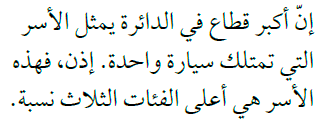 إنّ أكبر قطاع في الدائرة يمثل الأسر
التي تمتلك سيارة واحدة. إذن، فهذه
الأسر هي أعلى الفئات الثلاث نسبة.